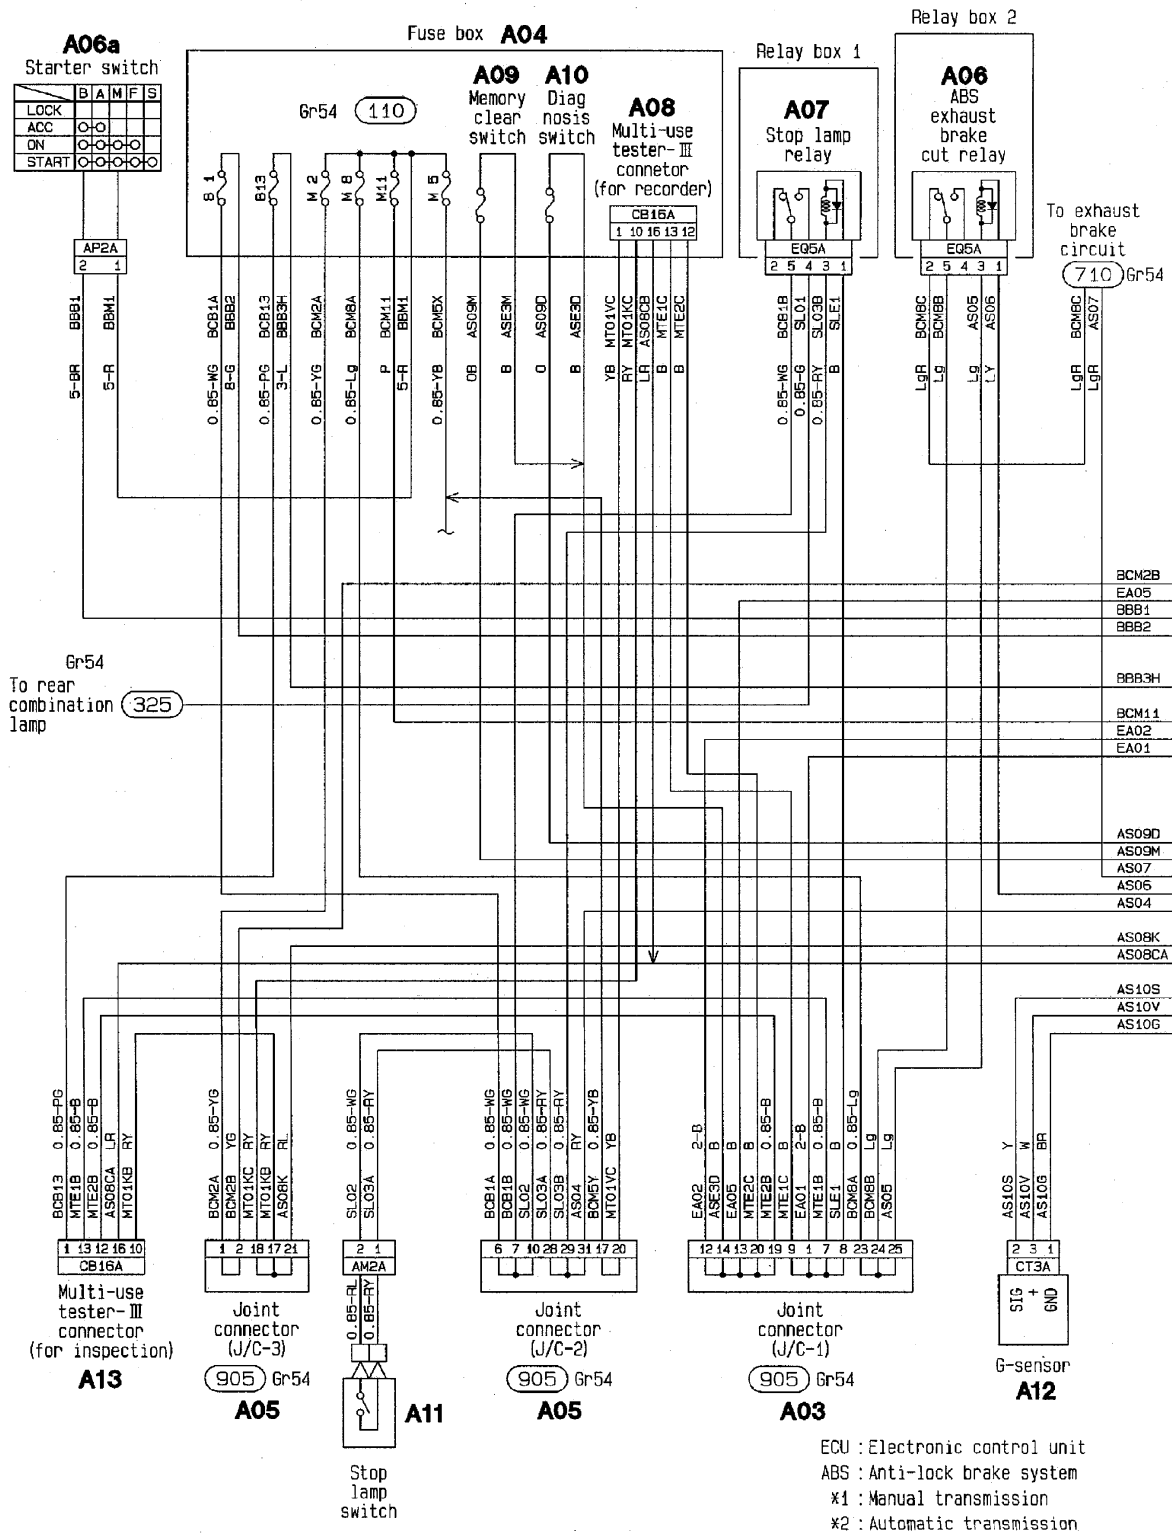 Relay box 2
Fuse box A04
A06a
Starter switch
Relay box 1
B A M F S
LOCK
ACC
ON
START
Gr54 110
A09
Memory
clear
switch
A10
Diag
nosis
switch
A08
Multi-use
tester-III
connetor
(for recorder)
A07
Stop lamp
relay
A06
ABS
exhaust
brake
cut relay
B 1
B13
M 2
M 8
M11
M 5
CB16A
1 10 16 13 12
EQ5A
2 5 4 3 1
EQ5A
2 5 4 3 1
To exhaust
brake
circuit
710 Gr54
AP2A
2 1
BBB1
BBM1
BCB1A
BBB2
BCB13
BBB3H
BCM2A
BCM8A
BCM11
BBM1
BCM5X
AS09M
ASE3M
AS09D
ASE3D
MT01VC
MT01KC
AS08CB
MTE1C
MTE2C
BCB1B
SL01
SL03B
SLE1
BCM8C
BCM8B
AS05
AS06
BCM8C
AS07
5-BR
5-R
0.85-WG
8-G
0.85-PG
3-L
0.85-YG
0.85-Lg
P
5-R
0.85-YB
OB
B
O
B
YB
RY
LR
B
B
0.85-WG
0.85-G
0.85-RY
B
LgR
Lg
Lg
LY
LgR
LgR
BCM2B
EA05
BBB1
BBB2
Gr54
To rear
combination
lamp
325
BBB3H
BCM11
EA02
EA01
AS09D
AS09M
AS07
AS06
AS04
AS08K
AS08CA
AS10S
AS10V
AS10G
BCB13 0.85-PG
MTE1B 0.85-B
MTE2B 0.85-B
AS08CA LR
MT01KB RY
BCM2A 0.85-YG
BCM2B YG
MT01KC RY
MT01KB RY
AS08K RL
SL02 0.85-WG
SL03A 0.85-RY
BCB1A 0.85-WG
BCB1B 0.85-WG
SL02 0.85-WG
SL03A 0.85-RY
SL03B 0.85-RY
AS04 RY
BCM5Y 0.85-YB
MT01VC YB
EA02 2-B
ASE3D B
EA05 B
MTE2C B
MTE2B 0.85-B
MTE1C B
EA01 2-B
MTE1B 0.85-B
SLE1 B
BCM8A 0.85-Lg
BCM8B Lg
AS05 Lg
AS10S Y
AS10V W
AS10G BR
1 13 12 16 10
CB16A
1 2 18 17 21
2 1
AM2A
6 7 10 28 29 31 17 20
12 14 13 20 19 9 1 7 8 23 24 25
2 3 1
CT3A
SIG
+
GND
0.85-RL
0.85-RY
Multi-use
tester-III
connector
(for inspection)
A13
Joint
connector
(J/C-3)
905 Gr54
A05
A11
Stop
lamp
switch
Joint
connector
(J/C-2)
905 Gr54
A05
Joint
connector
(J/C-1)
905 Gr54
A03
G-sensor
A12
ECU : Electronic control unit
ABS : Anti-lock brake system
*1 : Manual transmission
*2 : Automatic transmission